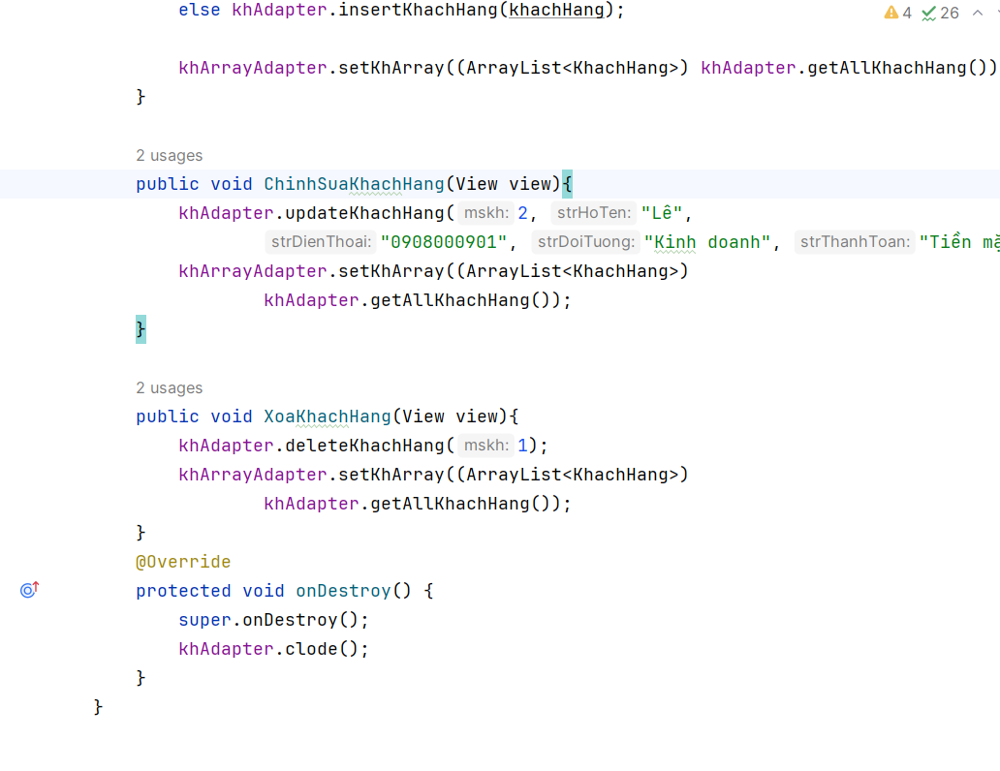 else khAdapter.insertKhachHang(khachHang);
4 26
khArrayAdapter.setKhArray((ArrayList<KhachHang>) khAdapter.getAllKhachHang())
}
2 usages
public void ChinhSuaKhachHang(View view){
khAdapter.updateKhachHang( mskh: 2, strHoTen: "Lê",
strDienThoai: "0908000901", strDoiTuong: "Kinh doanh", strThanhToan: "Tiền
khArrayAdapter.setKhArray((ArrayList<KhachHang>)
khAdapter.getAllKhachHang());
}
2 usages
public void XoaKhachHang(View view){
khAdapter.deleteKhachHang( mskh: 1);
khArrayAdapter.setKhArray((ArrayList<KhachHang>)
khAdapter.getAllKhachHang());
}
@Override
protected void onDestroy() {
super.onDestroy();
khAdapter.clode();
}
}